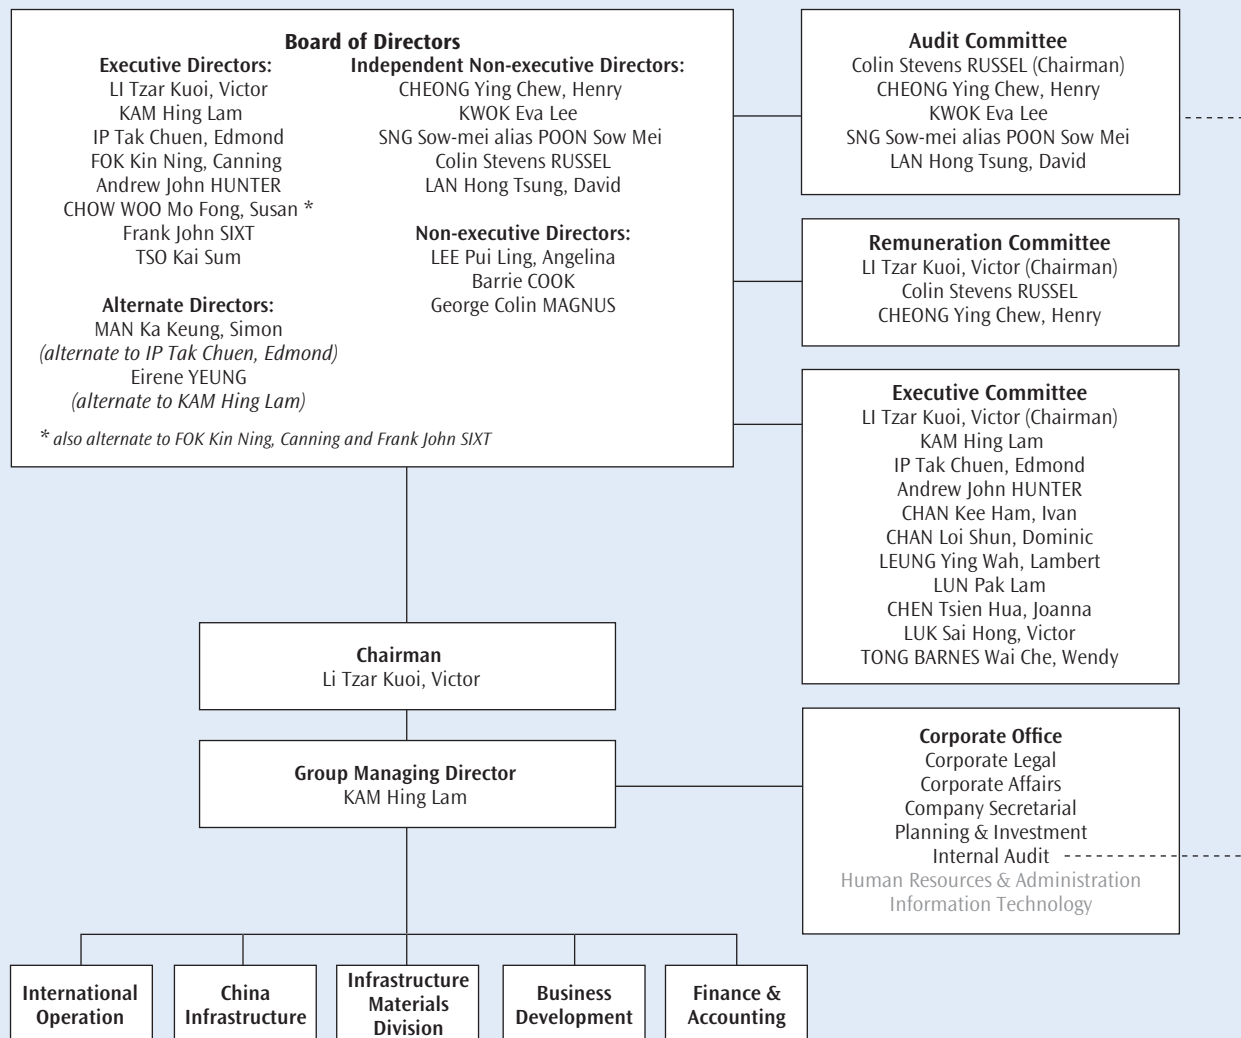 Board of Directors
Executive Directors:
LI Tzar Kuoi, Victor
KAM Hing Lam
IP Tak Chuen, Edmond
FOK Kin Ning, Canning
Andrew John HUNTER
CHOW WOO Mo Fong, Susan *
Frank John SIXT
TSO Kai Sum
Alternate Directors:
MAN Ka Keung, Simon
(alternate to IP Tak Chuen, Edmond)
Eirene YEUNG
(alternate to KAM Hing Lam)
Independent Non-executive Directors:
CHEONG Ying Chew, Henry
KWOK Eva Lee
SNG Sow-mei alias POON Sow Mei
Colin Stevens RUSSEL
LAN Hong Tsung, David
Non-executive Directors:
LEE Pui Ling, Angelina
Barrie COOK
George Colin MAGNUS
* also alternate to FOK Kin Ning, Canning and Frank John SIXT
Audit Committee
Colin Stevens RUSSEL (Chairman)
CHEONG Ying Chew, Henry
KWOK Eva Lee
SNG Sow-mei alias POON Sow Mei
LAN Hong Tsung, David
Remuneration Committee
LI Tzar Kuoi, Victor (Chairman)
Colin Stevens RUSSEL
CHEONG Ying Chew, Henry
Executive Committee
LI Tzar Kuoi, Victor (Chairman)
KAM Hing Lam
IP Tak Chuen, Edmond
Andrew John HUNTER
CHAN Kee Ham, Ivan
CHAN Loi Shun, Dominic
LEUNG Ying Wah, Lambert
LUN Pak Lam
CHEN Tsien Hua, Joanna
LUK Sai Hong, Victor
TONG BARNES Wai Che, Wendy
Chairman
Li Tzar Kuoi, Victor
Group Managing Director
KAM Hing Lam
Corporate Office
Corporate Legal
Corporate Affairs
Company Secretarial
Planning & Investment
Internal Audit
Human Resources & Administration
Information Technology
International
Operation
China
Infrastructure
Infrastructure
Materials
Division
Business
Development
Finance &
Accounting